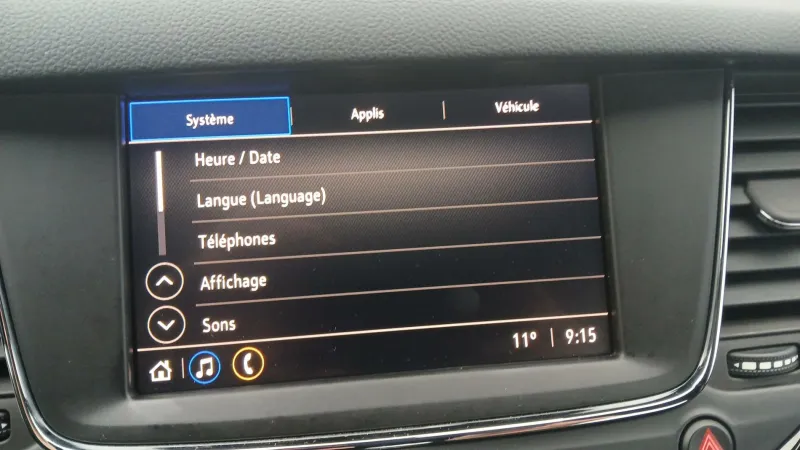 Système | Applis | Véhicule
Heure / Date
Langue (Language)
Téléphones
Affichage
Sons
11° | 9:15